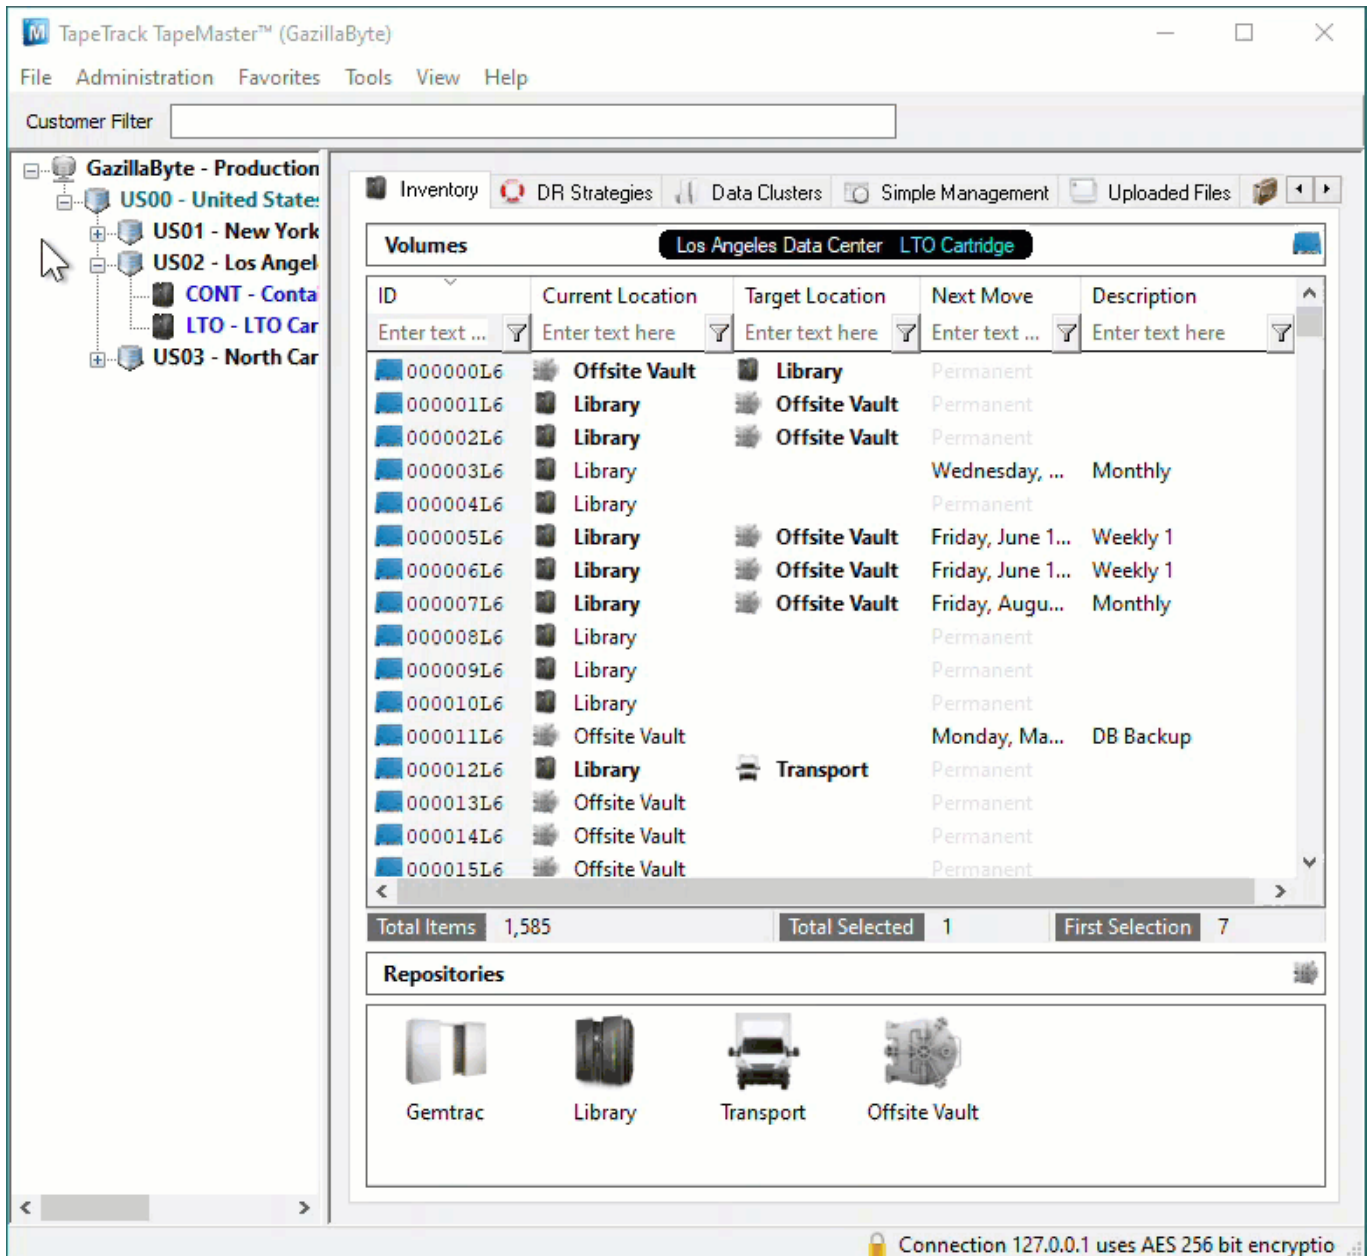 TapeTrack TapeMaster™ (GazillaByte)
File Administration Favorites Tools View Help
Customer Filter
GazillaByte - Production
US00 - United States
US01 - New York
US02 - Los Angel
CONT - Conta
LTO - LTO Car
US03 - North Car
Inventory DR Strategies Data Clusters Simple Management Uploaded Files
Volumes Los Angeles Data Center LTO Cartridge
ID Current Location Target Location Next Move Description
Enter text ... Enter text here Enter text here Enter text ... Enter text here
000000L6 Offsite Vault Library Permanent
000001L6 Library Offsite Vault Permanent
000002L6 Library Offsite Vault Permanent
000003L6 Library Wednesday, ... Monthly
000004L6 Library Permanent
000005L6 Library Offsite Vault Friday, June 1... Weekly 1
000006L6 Library Offsite Vault Friday, June 1... Weekly 1
000007L6 Library Offsite Vault Friday, Augu... Monthly
000008L6 Library Permanent
000009L6 Library Permanent
000010L6 Library Permanent
000011L6 Offsite Vault Monday, Ma... DB Backup
000012L6 Library Transport Permanent
000013L6 Offsite Vault Permanent
000014L6 Offsite Vault Permanent
000015L6 Offsite Vault Permanent
Total Items 1,585 Total Selected 1 First Selection 7
Repositories
Gemtrac Library Transport Offsite Vault
Connection 127.0.0.1 uses AES 256 bit encryptio